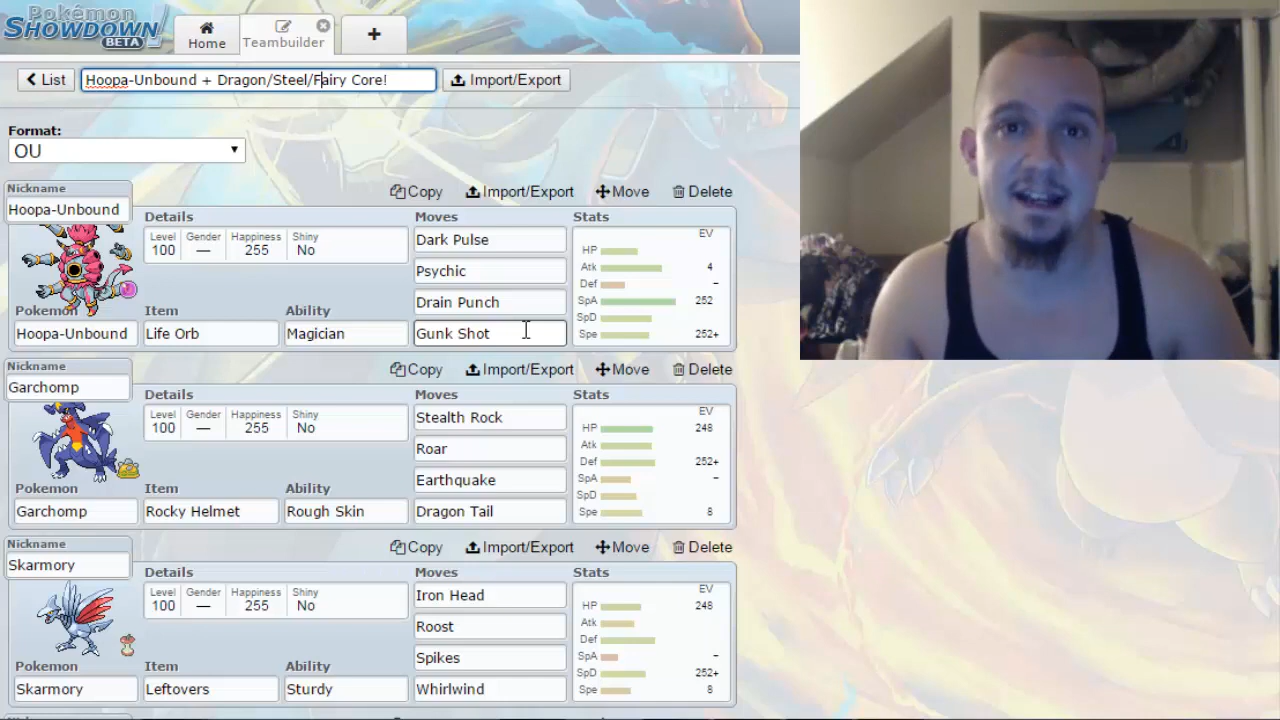 Pokémon
SHOWDOWN!
BETA
Home
Teambuilder
+
List
Hoopa-Unbound + Dragon/Steel/Fairy Core!
Import/Export
Format:
OU
Nickname
Hoopa-Unbound
Copy Import/Export Move Delete
Details
Level Gender Happiness Shiny
100 — 255 No
Moves
Dark Pulse
Psychic
Drain Punch
Gunk Shot
Stats
EV
HP
Atk 4
Def -
SpA 252
SpD
Spe 252+
Pokemon Item Ability
Hoopa-Unbound Life Orb Magician
Nickname
Garchomp
Copy Import/Export Move Delete
Details
Level Gender Happiness Shiny
100 — 255 No
Moves
Stealth Rock
Roar
Earthquake
Dragon Tail
Stats
EV
HP 248
Atk
Def 252+
SpA -
SpD
Spe 8
Pokemon Item Ability
Garchomp Rocky Helmet Rough Skin
Nickname
Skarmory
Copy Import/Export Move Delete
Details
Level Gender Happiness Shiny
100 — 255 No
Moves
Iron Head
Roost
Spikes
Whirlwind
Stats
EV
HP 248
Atk
Def
SpA -
SpD 252+
Spe 8
Pokemon Item Ability
Skarmory Leftovers Sturdy